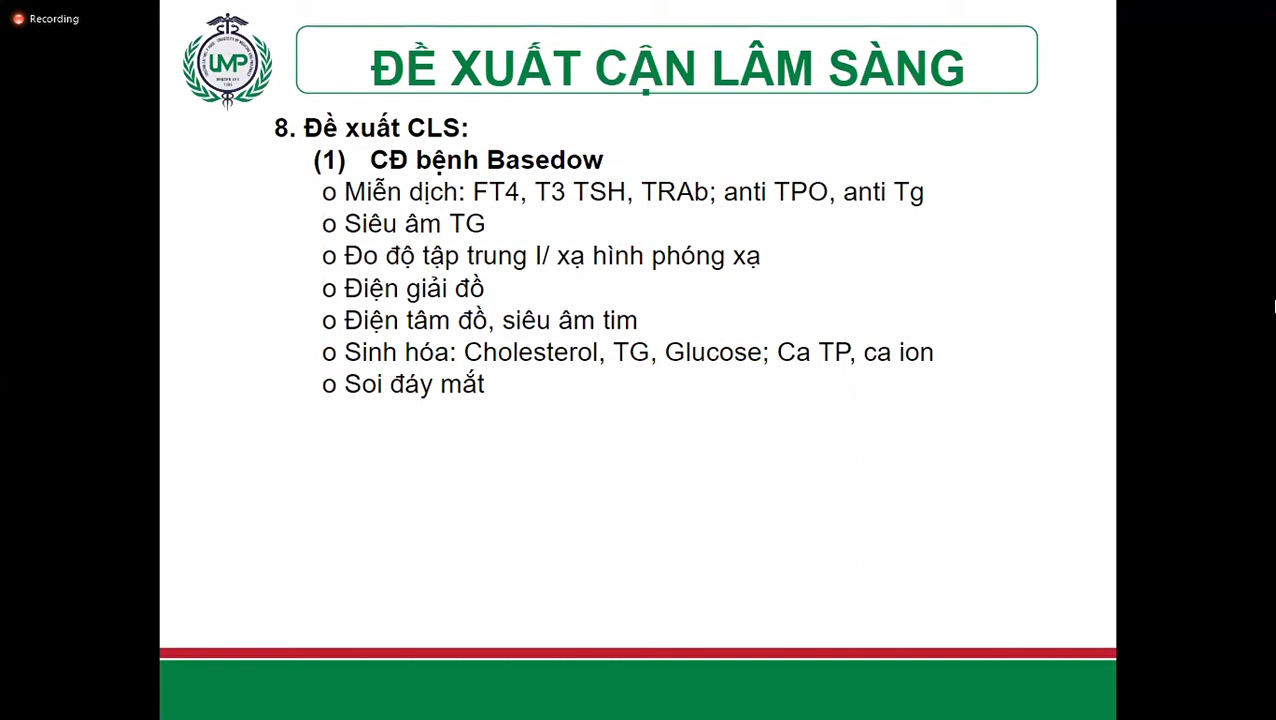 Recording
UMP
ĐỀ XUẤT CẬN LÂM SÀNG
8. Đề xuất CLS:
(1) CĐ bệnh Basedow
o Miễn dịch: FT4, T3 TSH, TRAb; anti TPO, anti Tg
o Siêu âm TG
o Đo độ tập trung I/ xạ hình phóng xạ
o Điện giải đồ
o Điện tâm đồ, siêu âm tim
o Sinh hóa: Cholesterol, TG, Glucose; Ca TP, ca ion
o Soi đáy mắt